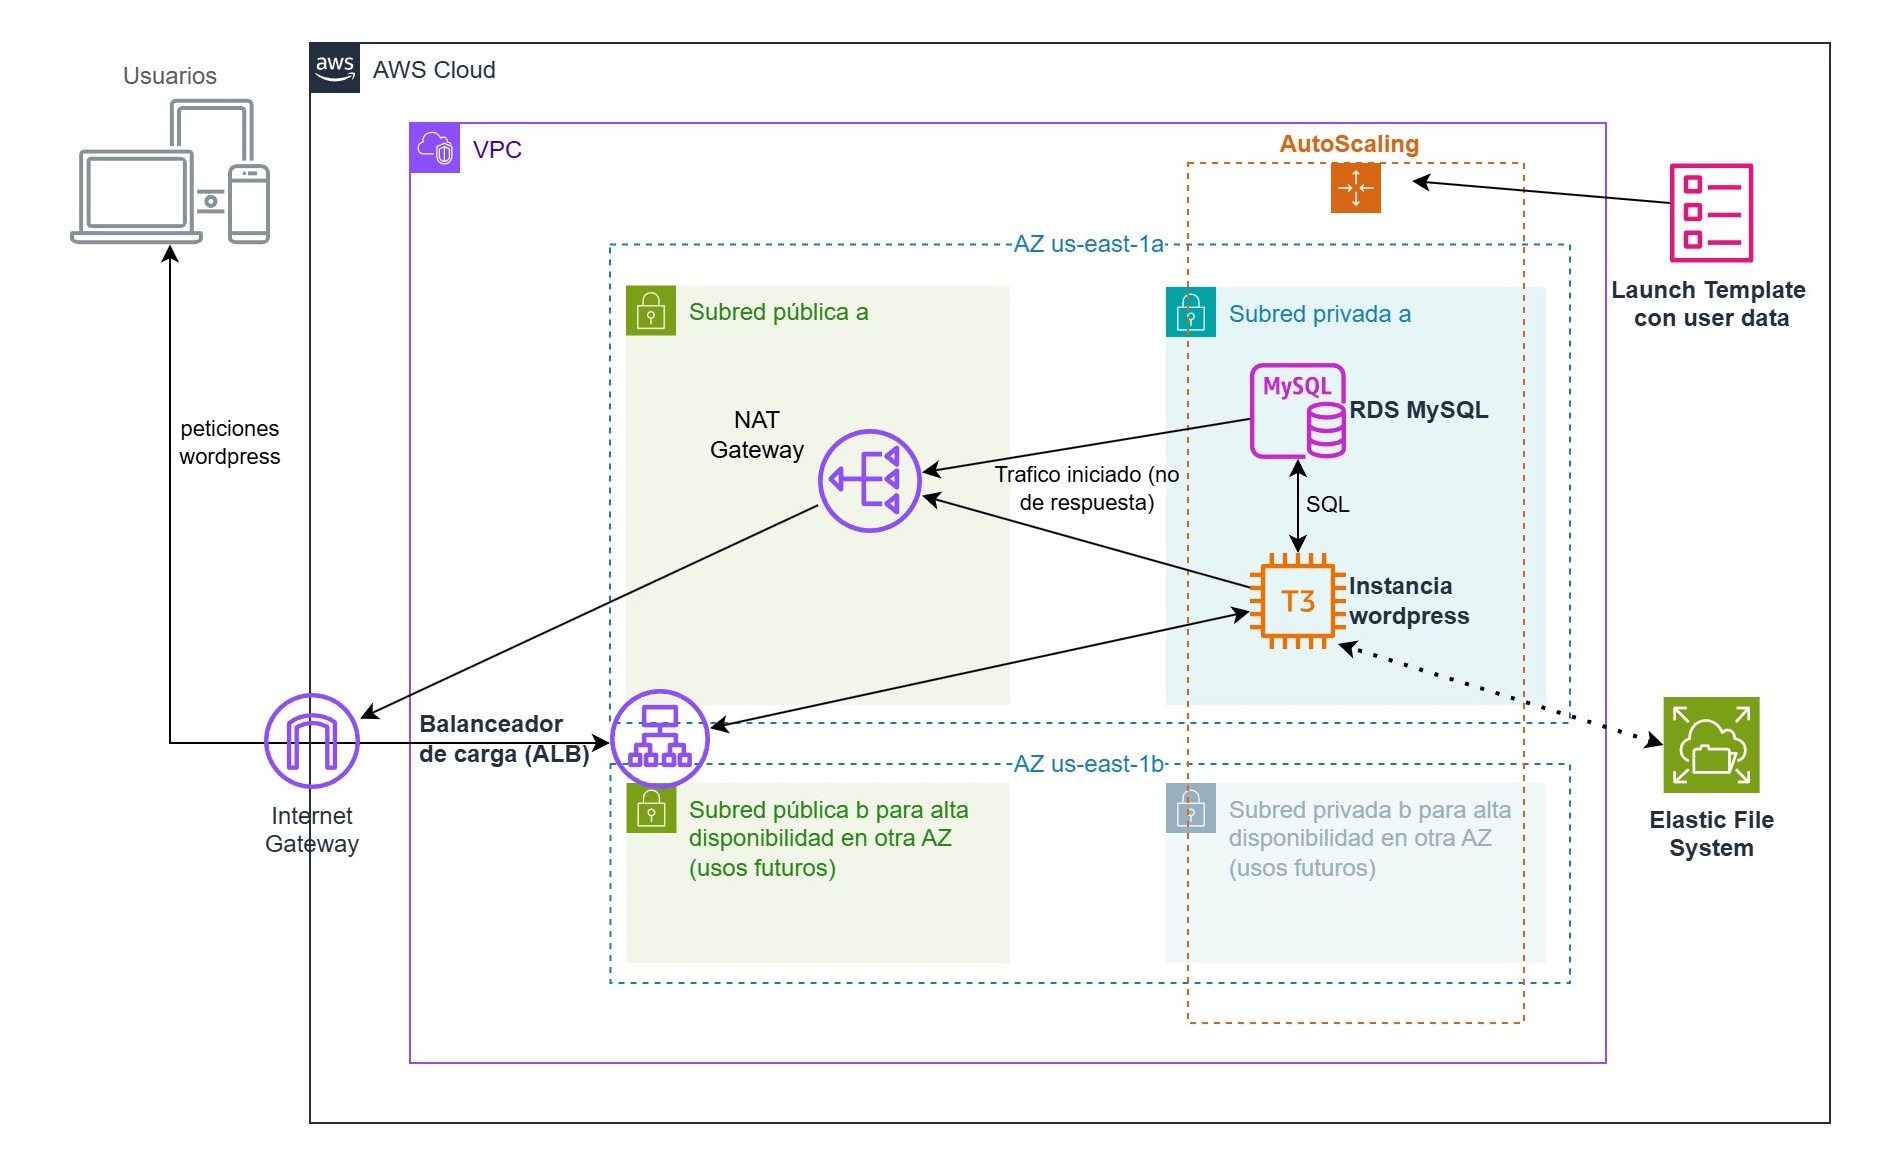 Usuarios
aws
AWS Cloud
VPC
AutoScaling
AZ us-east-1a
Launch Template
con user data
Subred pública a
Subred privada a
MySQL
RDS MySQL
NAT
Gateway
peticiones
wordpress
Trafico iniciado (no
de respuesta)
SQL
T3
Instancia
wordpress
Balanceador
de carga (ALB)
Internet
Gateway
AZ us-east-1b
Subred pública b para alta
disponibilidad en otra AZ
(usos futuros)
Subred privada b para alta
disponibilidad en otra AZ
(usos futuros)
Elastic File
System